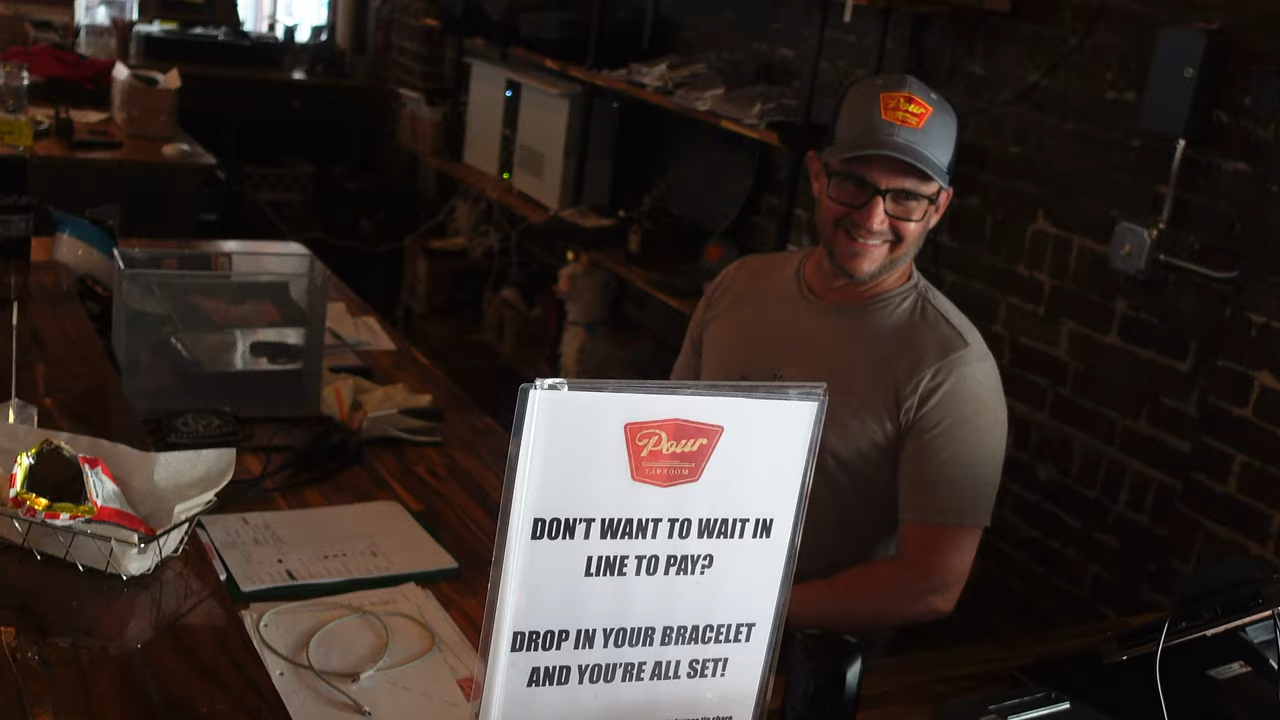 Pour
Pour
TAPROOM
DON'T WANT TO WAIT IN
LINE TO PAY?
DROP IN YOUR BRACELET
AND YOU'RE ALL SET!